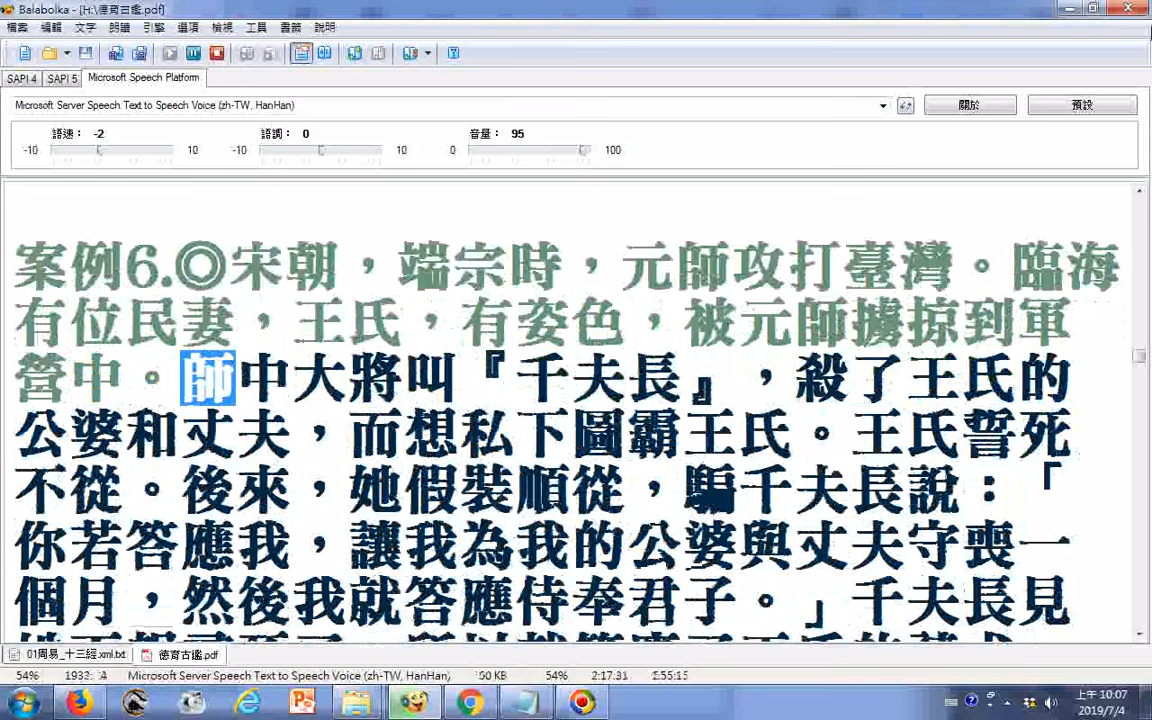 Balabolka - [H:\德育古鑑.pdf]
檔案 編輯 文字 朗讀 引擎 選項 檢視 工具 書籤 說明
SAPI 4 SAPI 5 Microsoft Speech Platform
Microsoft Server Speech Text to Speech Voice (zh-TW, HanHan) 關於 預設
語速： -2 語調： 0 音量： 95
-10 10 -10 10 0 100
案例6.◎宋朝，端宗時，元師攻打臺灣。臨海
有位民妻，王氏，有姿色，被元師擄掠到軍
營中。師中大將叫『千夫長』，殺了王氏的
公婆和丈夫，而想私下圖霸王氏。王氏誓死
不從。後來，她假裝順從，騙千夫長說：「
你若答應我，讓我為我的公婆與丈夫守喪一
個月，然後我就答應侍奉君子。」千夫長見
01周易_十三經.xml.txt 德育古鑑.pdf
54% Microsoft Server Speech Text to Speech Voice (zh-TW, HanHan) 54% 2:17:31
上午 10:07
2019/7/4